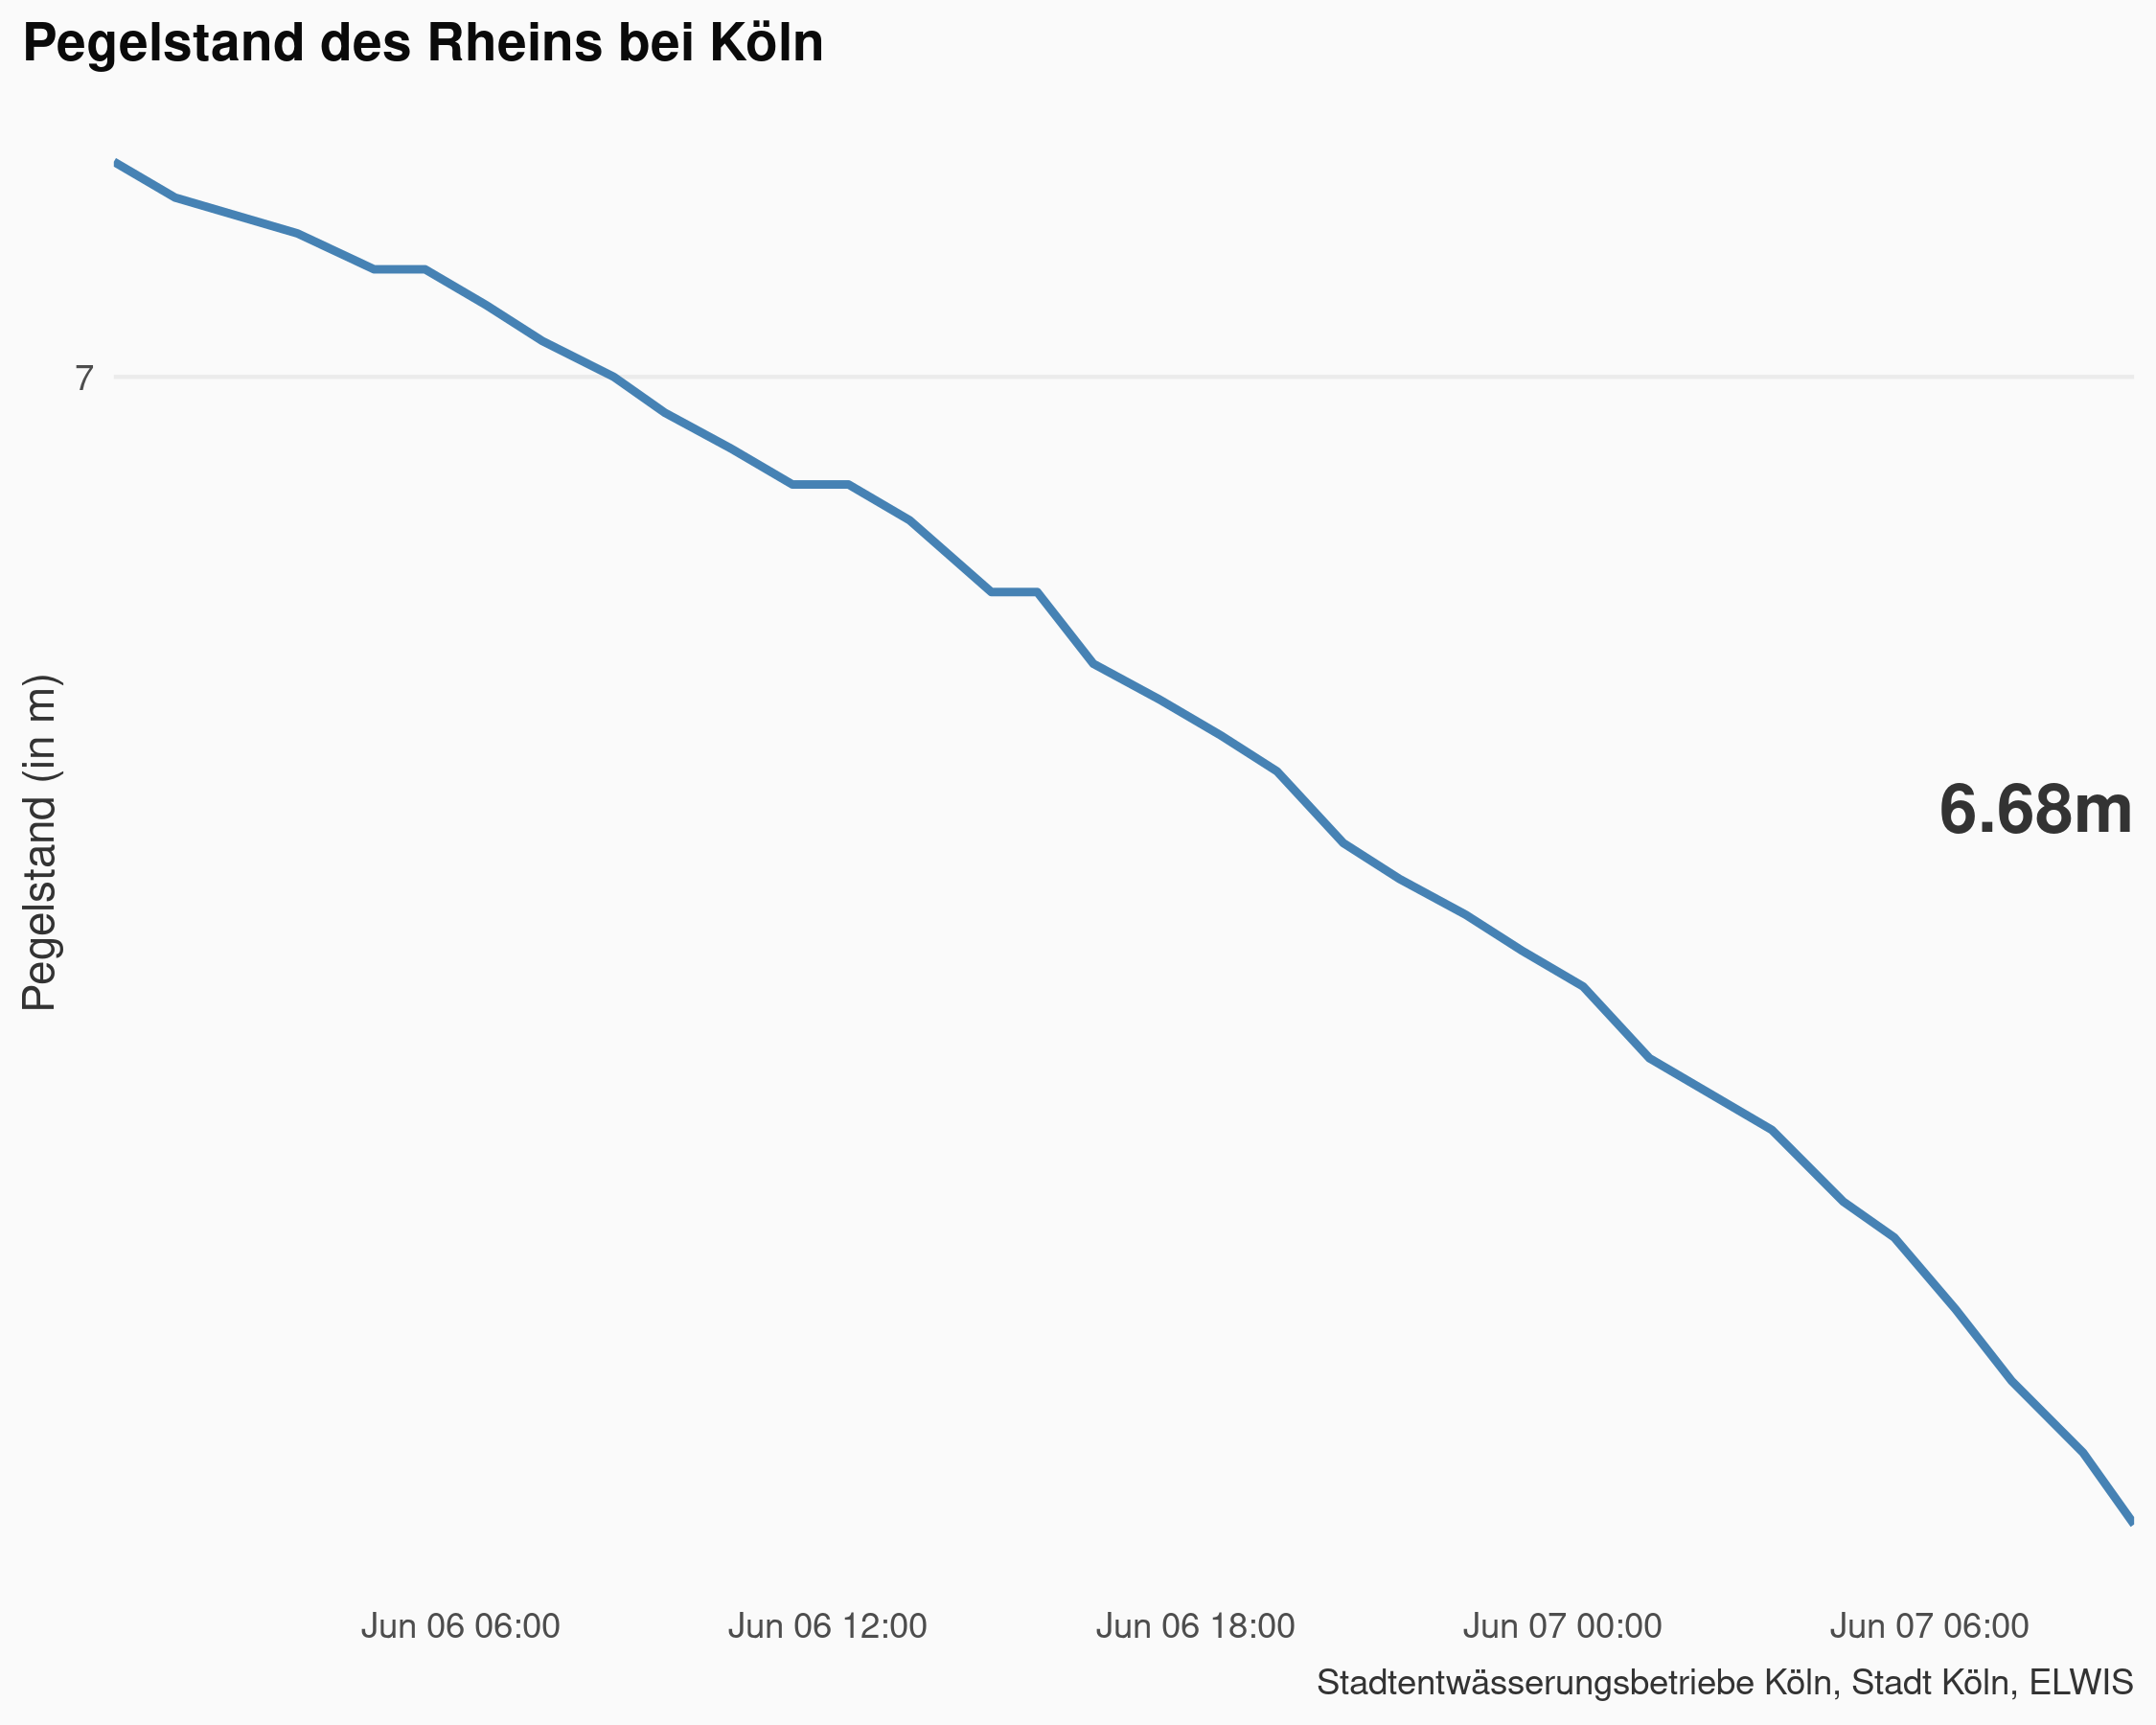 Pegelstand des Rheins bei Köln
7
Pegelstand (in m)
6.68m
Jun 06 06:00 Jun 06 12:00 Jun 06 18:00 Jun 07 00:00 Jun 07 06:00
Stadtentwässerungsbetriebe Köln, Stadt Köln, ELWIS